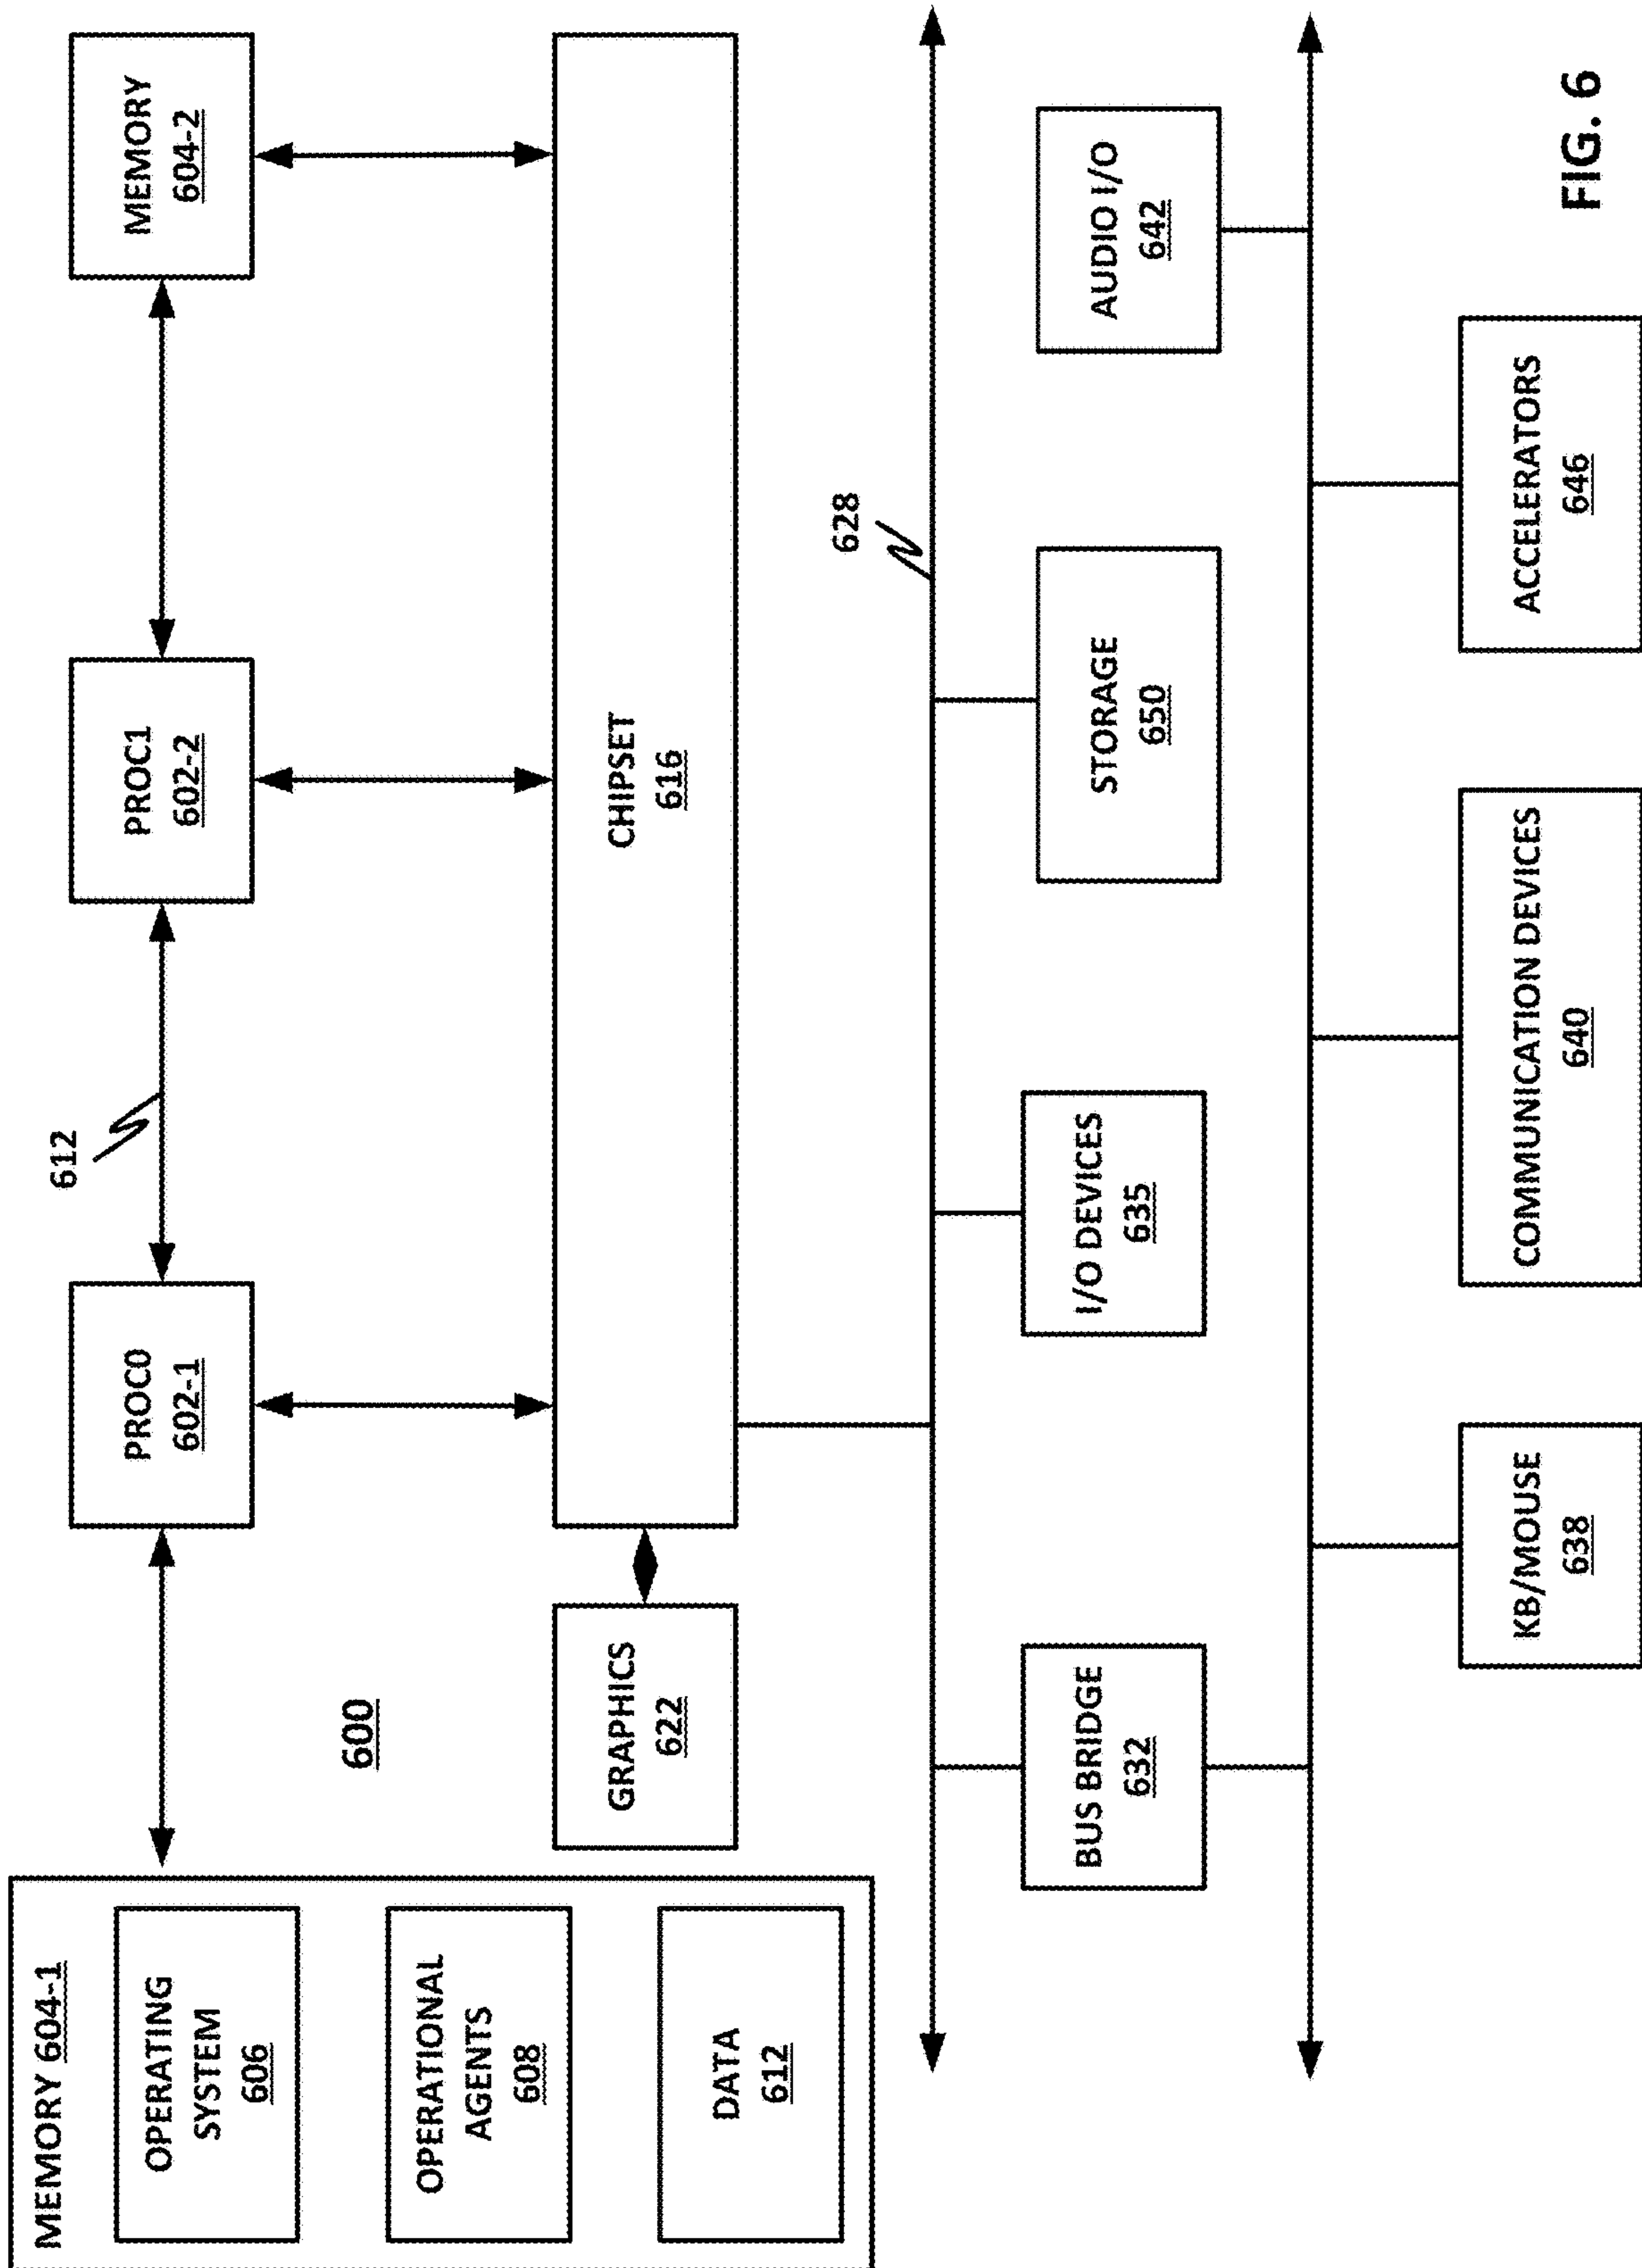 MEMORY 604-1
OPERATING
SYSTEM
606
OPERATIONAL
AGENTS
608
DATA
612
PROC0
602-1
612
PROC1
602-2
MEMORY
604-2
600
GRAPHICS
622
CHIPSET
616
628
BUS BRIDGE
632
I/O DEVICES
635
STORAGE
650
AUDIO I/O
642
KB/MOUSE
638
COMMUNICATION DEVICES
640
ACCELERATORS
646
FIG. 6